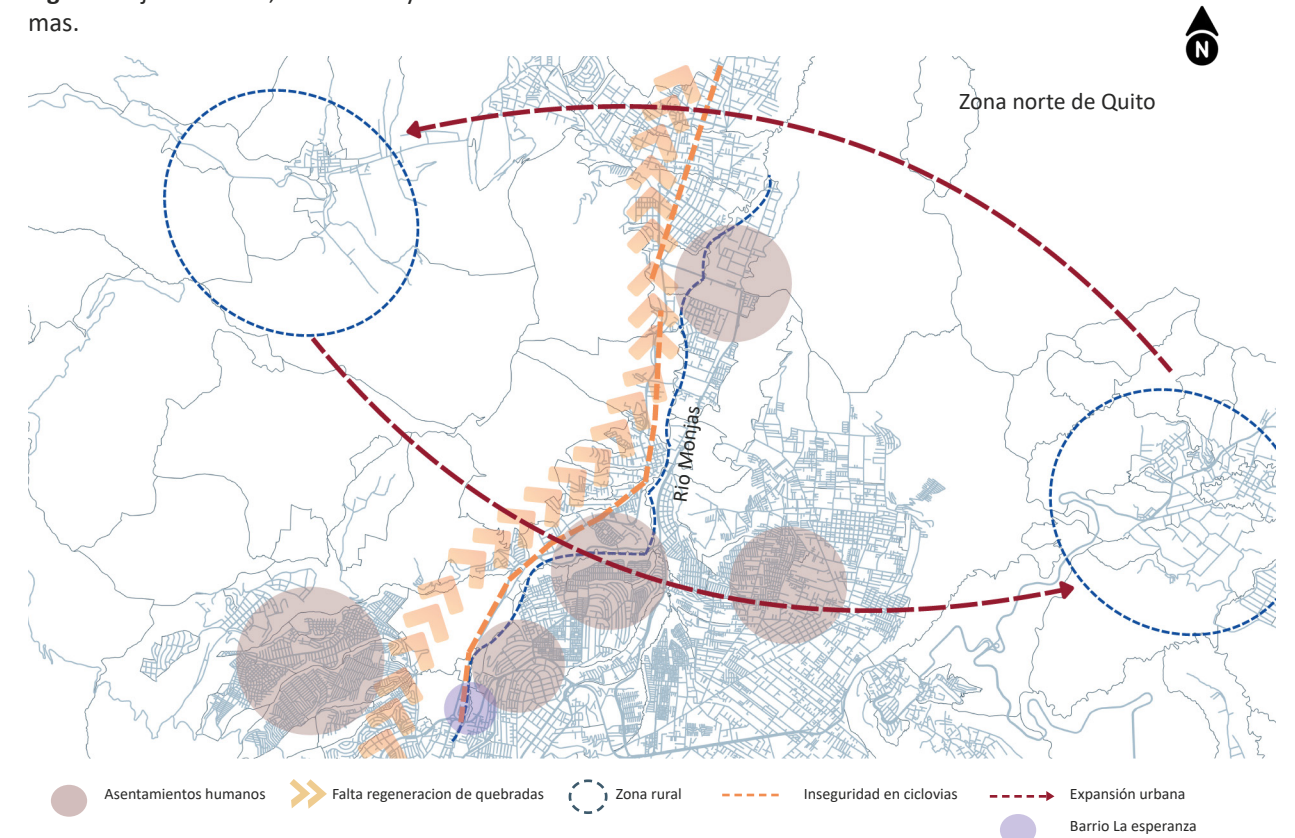 mas.
N
Zona norte de Quito
Rio Monjas
Asentamientos humanos
Falta regeneracion de quebradas
Zona rural
Inseguridad en ciclovias
Expansión urbana
Barrio La esperanza